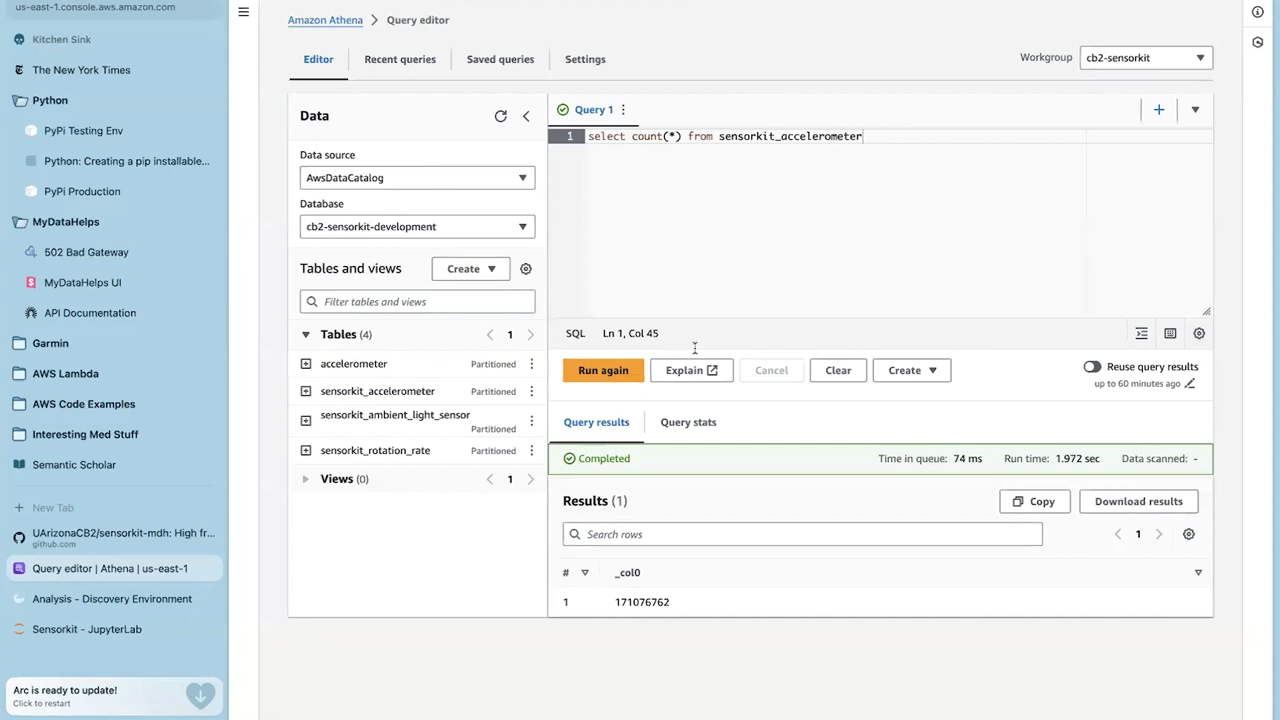 us-east-1.console.aws.amazon.com
Kitchen Sink
The New York Times
Python
PyPi Testing Env
Python: Creating a pip installable...
PyPi Production
MyDataHelps
502 Bad Gateway
MyDataHelps UI
API Documentation
Garmin
AWS Lambda
AWS Code Examples
Interesting Med Stuff
Semantic Scholar
New Tab
UArizonaCB2/sensorkit-mdh: High fr...
github.com
Query editor | Athena | us-east-1
Analysis - Discovery Environment
Sensorkit - JupyterLab
Arc is ready to update!
Click to restart
Amazon Athena > Query editor
Editor Recent queries Saved queries Settings
Workgroup cb2-sensorkit
Data
Data source
AwsDataCatalog
Database
cb2-sensorkit-development
Tables and views Create
Filter tables and views
Tables (4) 1
accelerometer Partitioned
sensorkit_accelerometer Partitioned
sensorkit_ambient_light_sensor
Partitioned
sensorkit_rotation_rate Partitioned
Views (0) 1
Query 1
1 select count(*) from sensorkit_accelerometer
SQL Ln 1, Col 45
Run again Explain Cancel Clear Create
Reuse query results
up to 60 minutes ago
Query results Query stats
Completed Time in queue: 74 ms Run time: 1.972 sec Data scanned: -
Results (1) Copy Download results
Search rows 1
# _col0
1 171076762